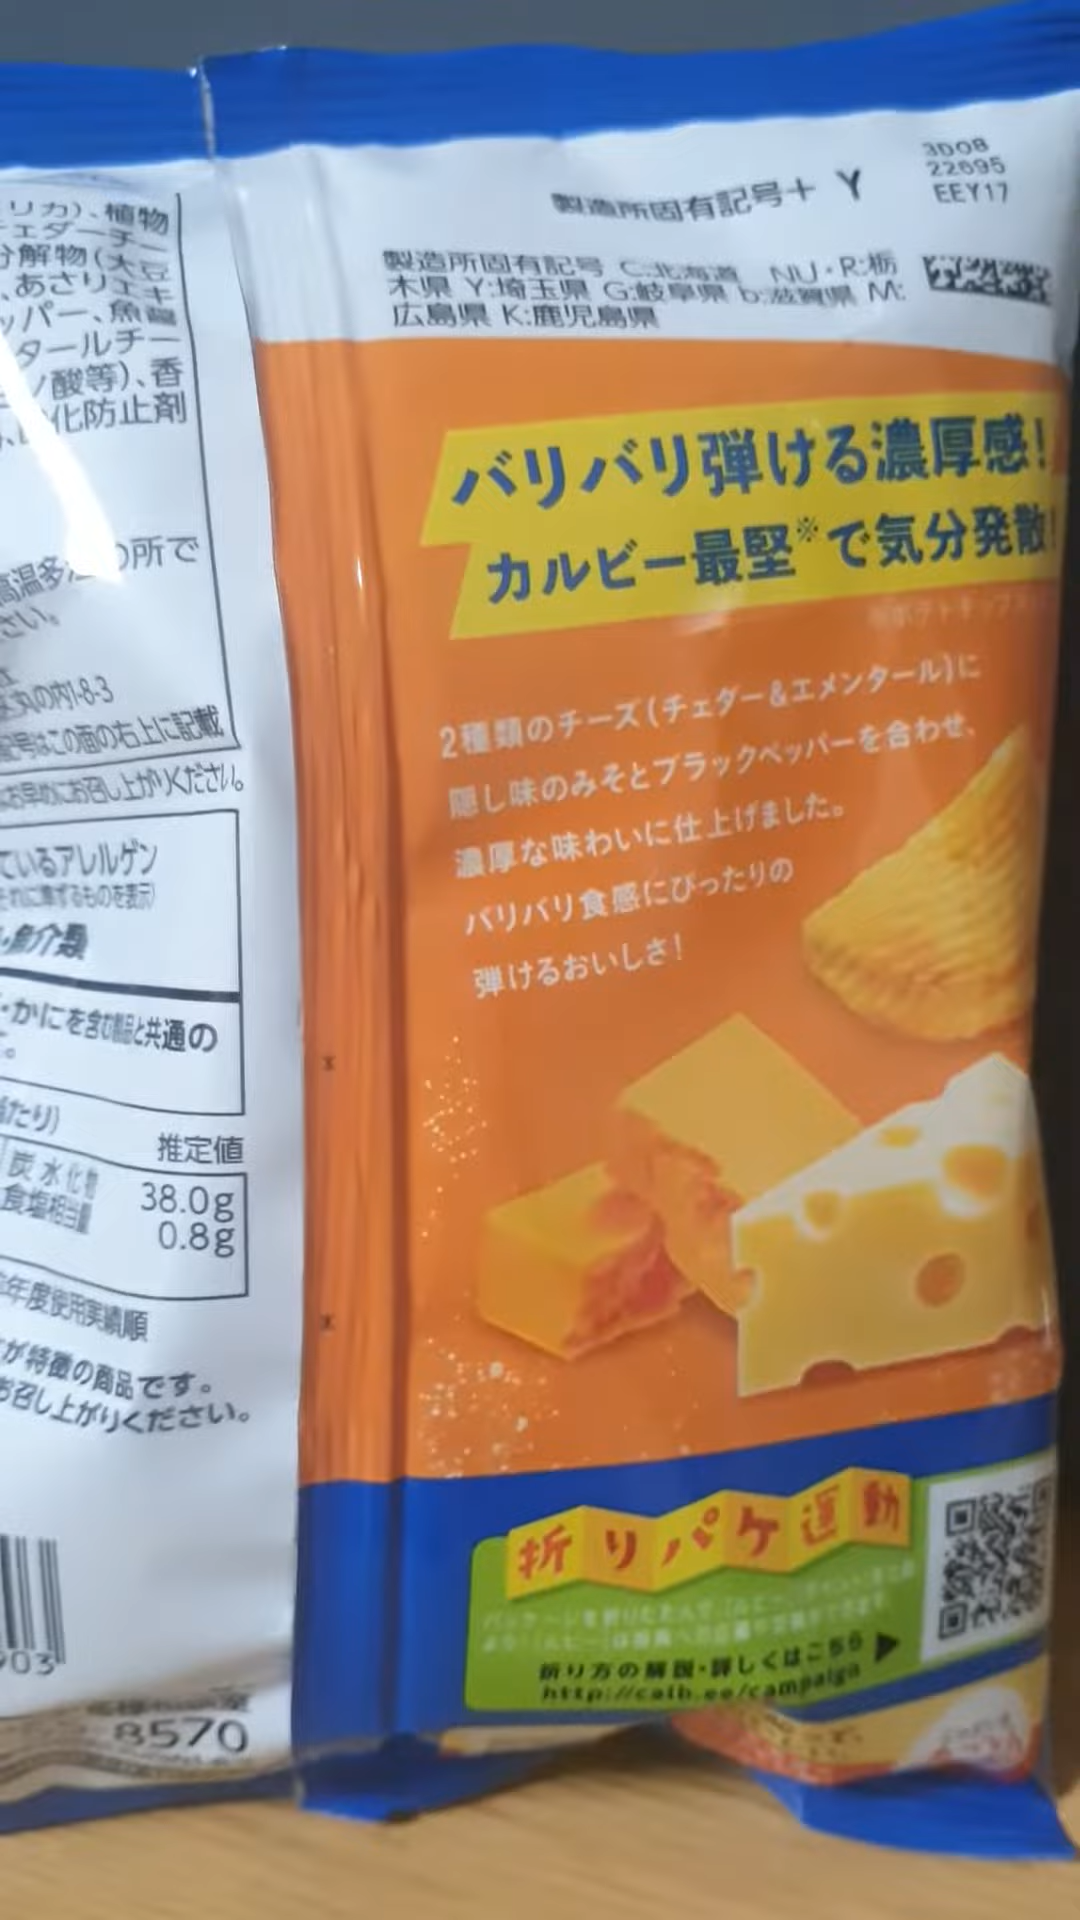 リカ)、植物
ェダーチー
分解物(大豆
、あさりエキ
ッパー、魚醤
タールチー
ノ酸等)、香
化防止剤
高温多 の所で
さい。
丸の内1-8-3
記号はこの面の右上に記載
お早めにお召し上がりください。
ているアレルゲン
それに準ずるものを表示)
・魚介類
・かにを含む製品と共通の
当たり)
推定値
炭水化物 38.0g
食塩相当量 0.8g
年度使用実績順
が特徴の商品です。
お召し上がりください。
903
8570
製造所固有記号+ Y
3D08
22695
EEY17
製造所固有記号 C:北海道 NU・R:栃
木県 Y:埼玉県 G:岐阜県 b:滋賀県 M:
広島県 K:鹿児島県
バリバリ弾ける濃厚感!
カルビー最堅※で気分発散!
※ポテトチップス
2種類のチーズ(チェダー&エメンタール)に
隠し味のみそとブラックペッパーを合わせ、
濃厚な味わいに仕上げました。
バリバリ食感にぴったりの
弾けるおいしさ!
折りパケ運動
折り方の解説・詳しくはこちら▶
http://calb.ee/campaign